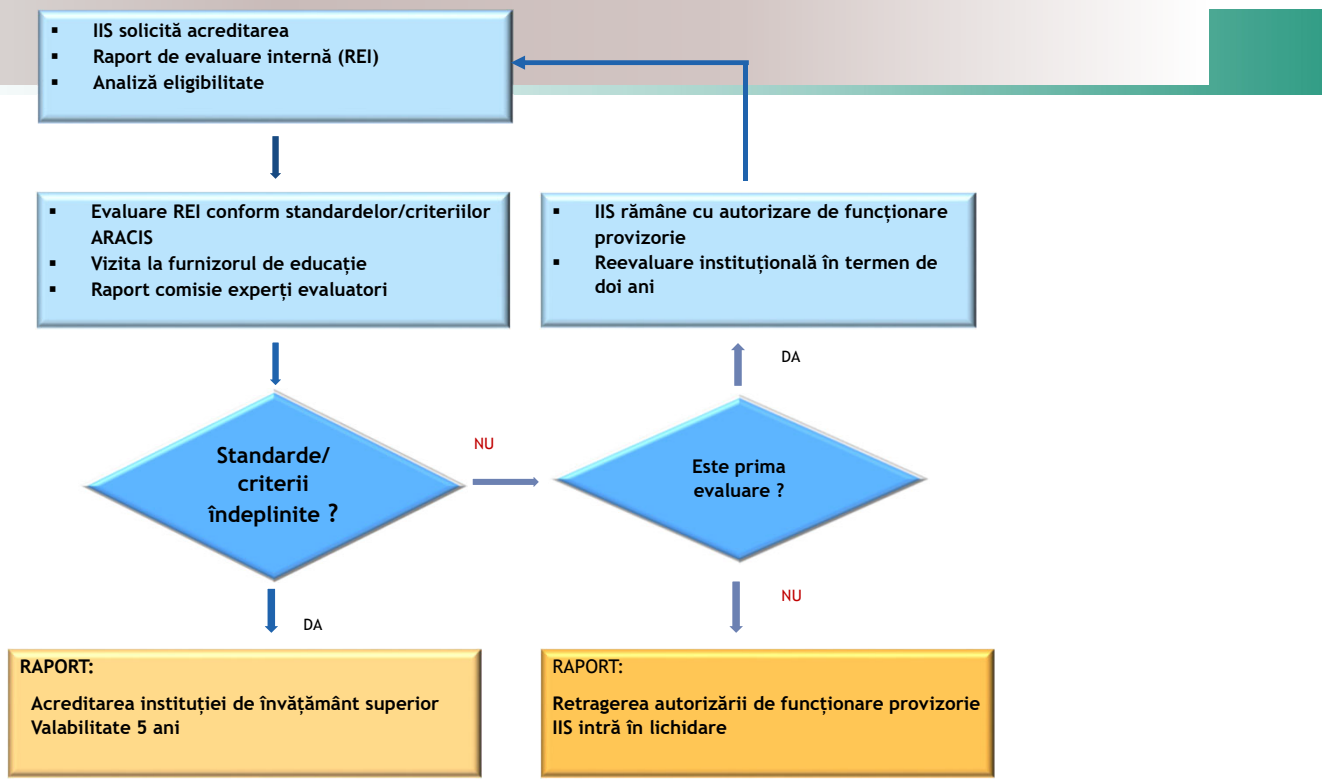 ▪ IIS solicită acreditarea
▪ Raport de evaluare internă (REI)
▪ Analiză eligibilitate
▪ Evaluare REI conform standardelor/criteriilor
ARACIS
▪ Vizita la furnizorul de educație
▪ Raport comisie experți evaluatori
▪ IIS rămâne cu autorizare de funcționare
provizorie
▪ Reevaluare instituțională în termen de
doi ani
DA
Standarde/
criterii
îndeplinite ?
NU
Este prima
evaluare ?
DA
NU
RAPORT:
Acreditarea instituției de învățământ superior
Valabilitate 5 ani
RAPORT:
Retragerea autorizării de funcționare provizorie
IIS intră în lichidare